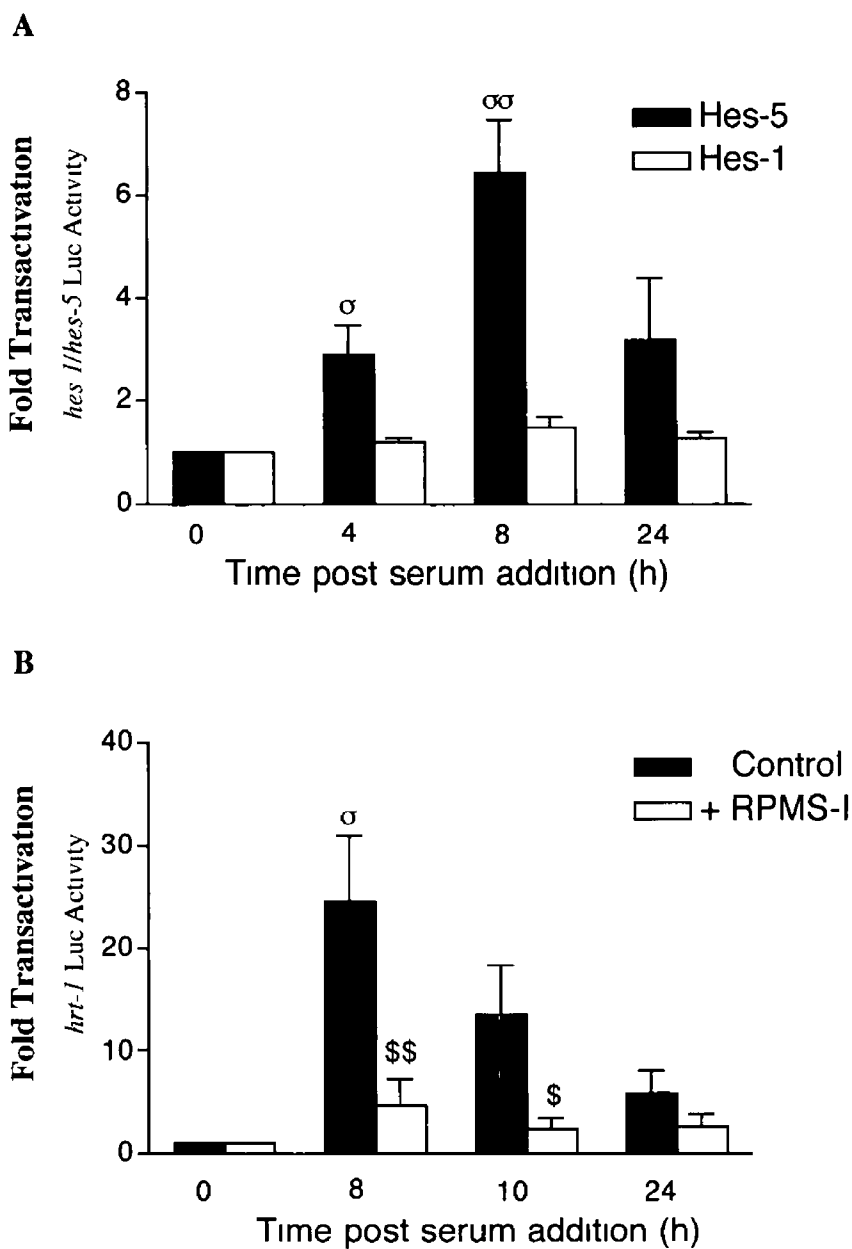 A
Fold Transactivation
hes 1/hes-5 Luc Activity
8
6
4
2
0
σ
σσ
Hes-5
Hes-1
0 4 8 24
Time post serum addition (h)
B
Fold Transactivation
hrt-1 Luc Activity
40
30
20
10
0
σ
$$
$
Control
+ RPMS-I
0 8 10 24
Time post serum addition (h)